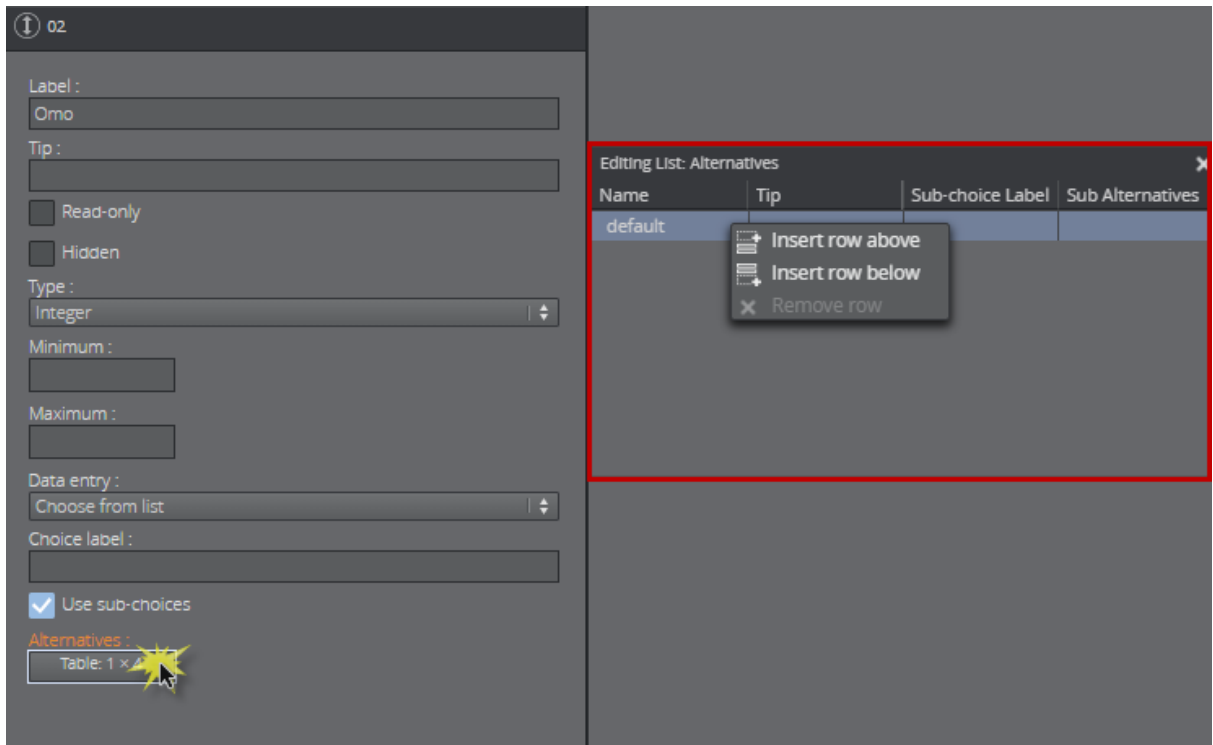 02
Label :
Omo
Tip :
Read-only
Hidden
Type :
Integer
Minimum :
Maximum :
Data entry :
Choose from list
Choice label :
Use sub-choices
Alternatives :
Table: 1 × 4
Editing List: Alternatives
Name Tip Sub-choice Label Sub Alternatives
default
Insert row above
Insert row below
Remove row